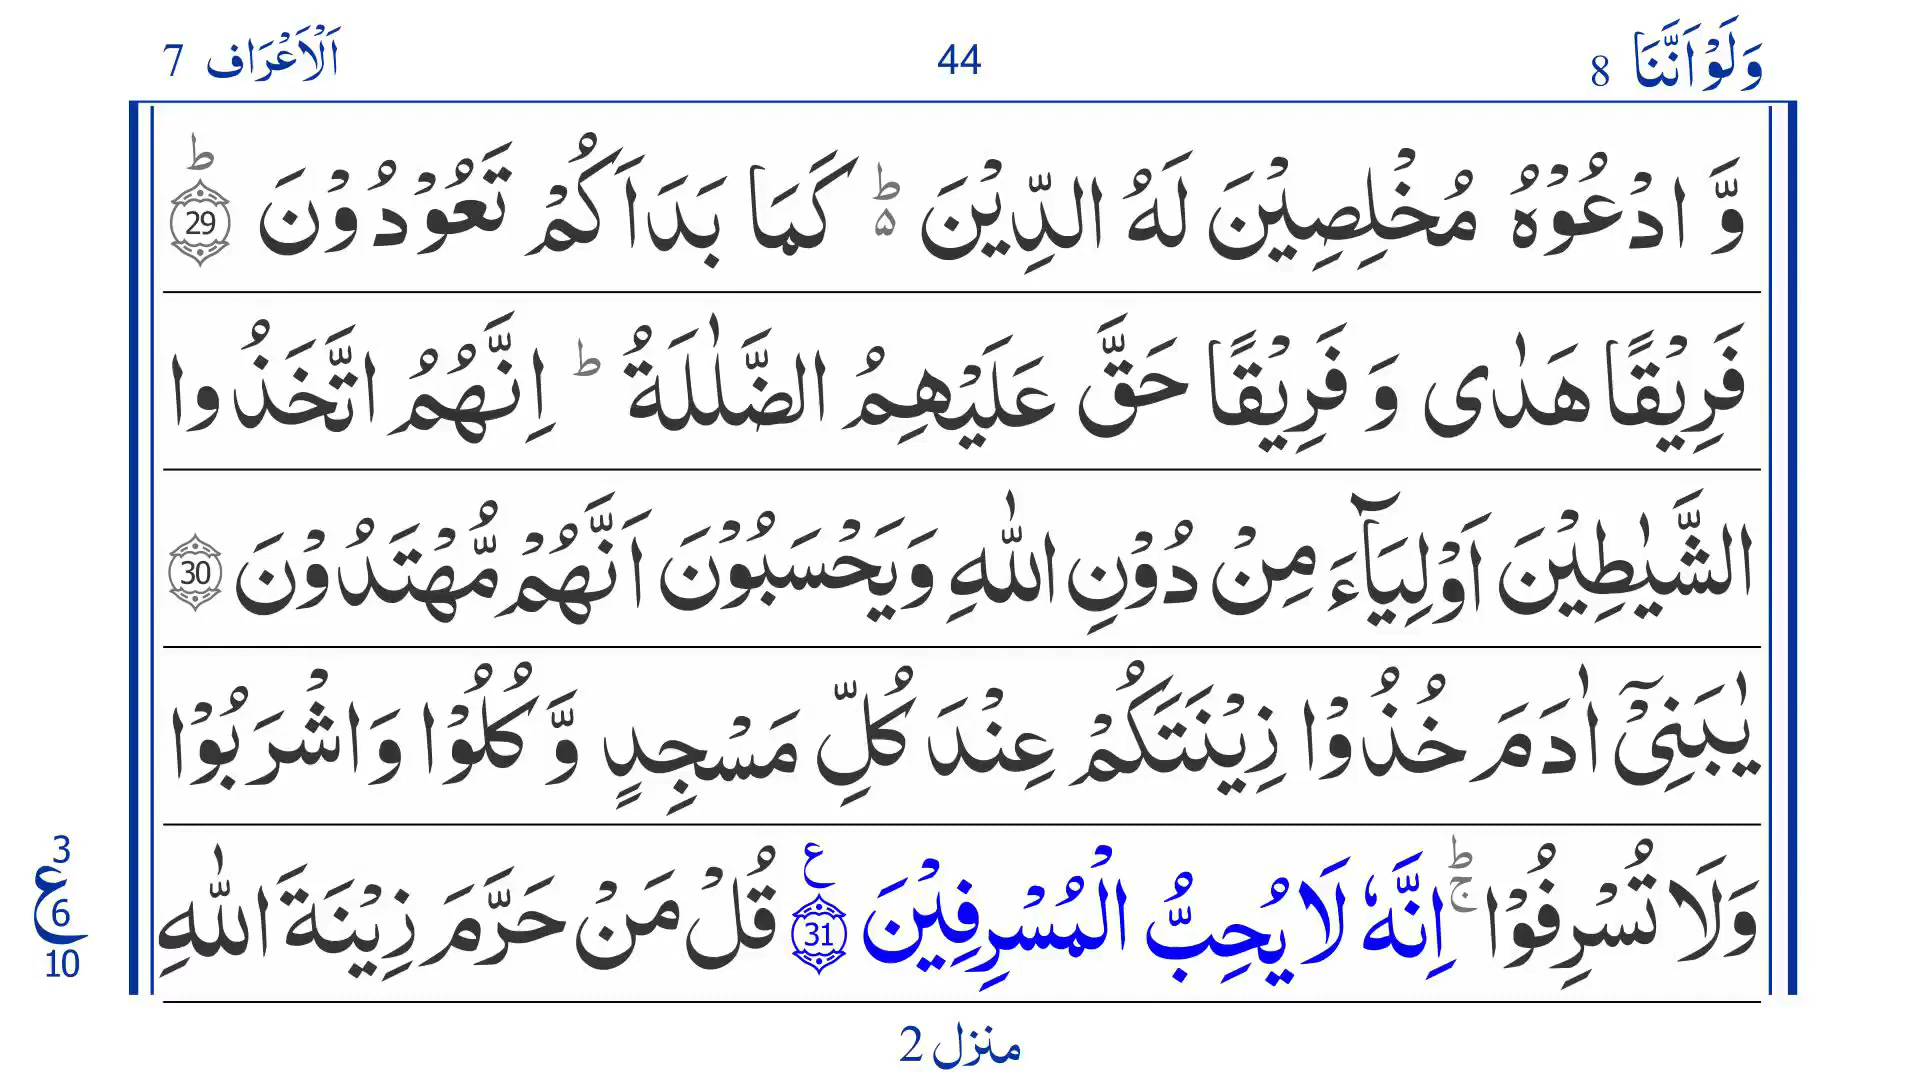 وَلَوْ اَنَّنَا 8 44 اَلْاَعْرَاف 7
وَّ ادْعُوْهُ مُخْلِصِيْنَ لَهُ الدِّيْنَ ؕ۬ كَمَا بَدَاَكُمْ تَعُوْدُوْنَ ؕ 29
فَرِيْقًا هَدٰى وَ فَرِيْقًا حَقَّ عَلَيْهِمُ الضَّلٰلَةُ ؕ اِنَّهُمُ اتَّخَذُوا
الشَّيٰطِيْنَ اَوْلِيَآءَ مِنْ دُوْنِ اللّٰهِ وَيَحْسَبُوْنَ اَنَّهُمْ مُّهْتَدُوْنَ 30
يٰبَنِىْۤ اٰدَمَ خُذُوْا زِيْنَتَكُمْ عِنْدَ كُلِّ مَسْجِدٍ وَّ كُلُوْا وَاشْرَبُوْا
وَلَا تُسْرِفُوْا ؕۚ اِنَّهٗ لَا يُحِبُّ الْمُسْرِفِيْنَ ع 31 قُلْ مَنْ حَرَّمَ زِيْنَةَ اللّٰهِ
3
ع 6
10
منزل 2